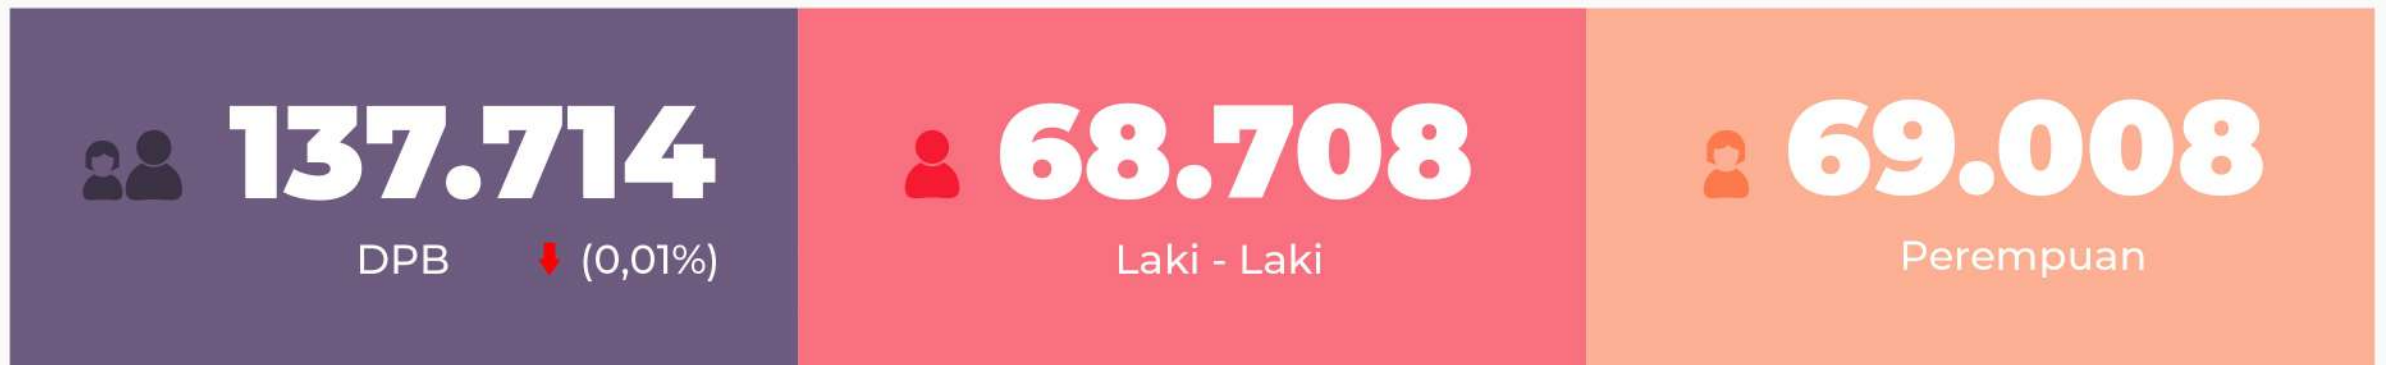 137.714
DPB (0,01%)
68.708
Laki - Laki
69.008
Perempuan